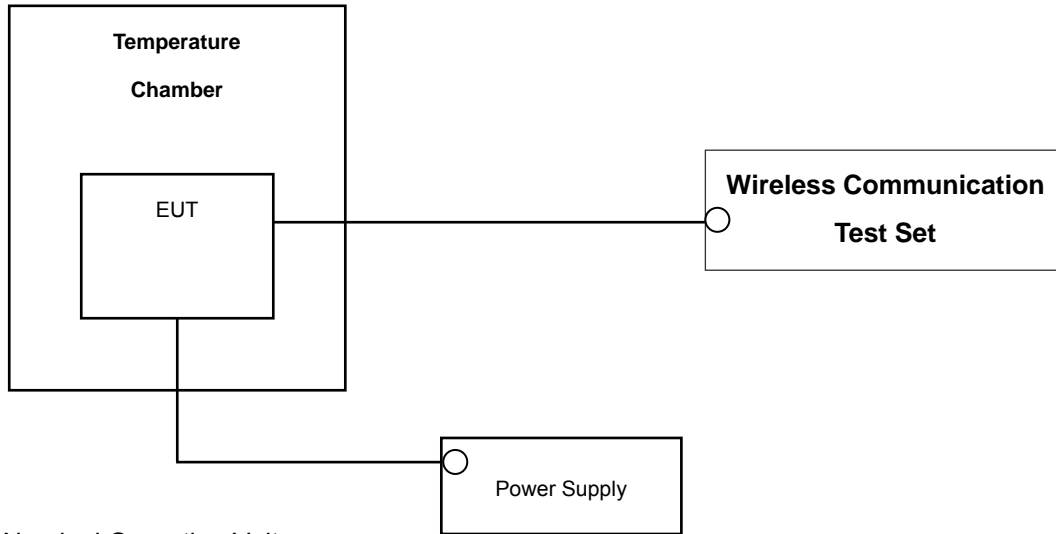 Temperature
Chamber
EUT
Wireless Communication
Test Set
Power Supply